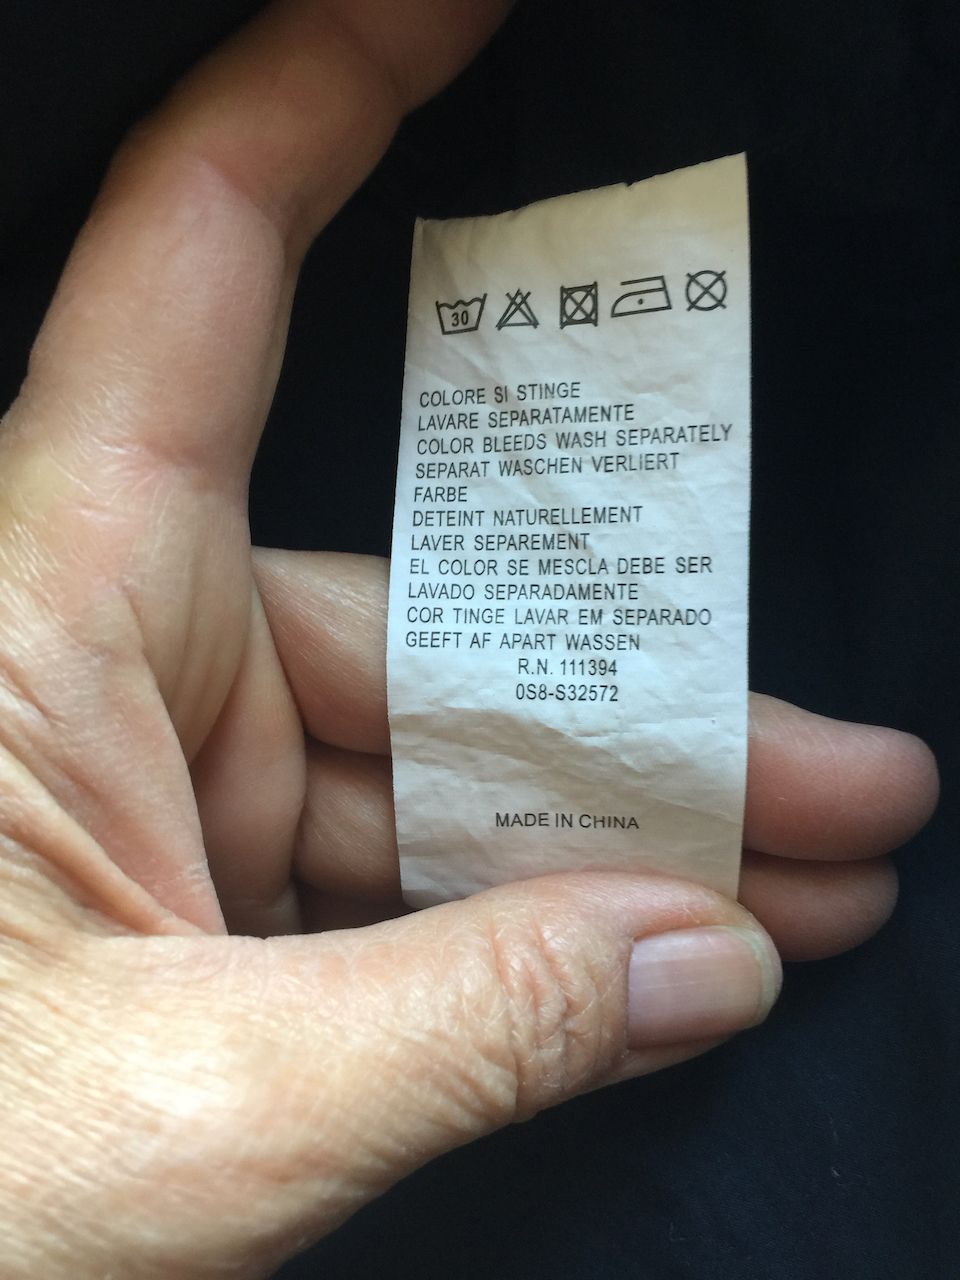 30
COLORE SI STINGE
LAVARE SEPARATAMENTE
COLOR BLEEDS WASH SEPARATELY
SEPARAT WASCHEN VERLIERT
FARBE
DETEINT NATURELLEMENT
LAVER SEPAREMENT
EL COLOR SE MESCLA DEBE SER
LAVADO SEPARADAMENTE
COR TINGE LAVAR EM SEPARADO
GEEFT AF APART WASSEN
R.N. 111394
0S8-S32572
MADE IN CHINA